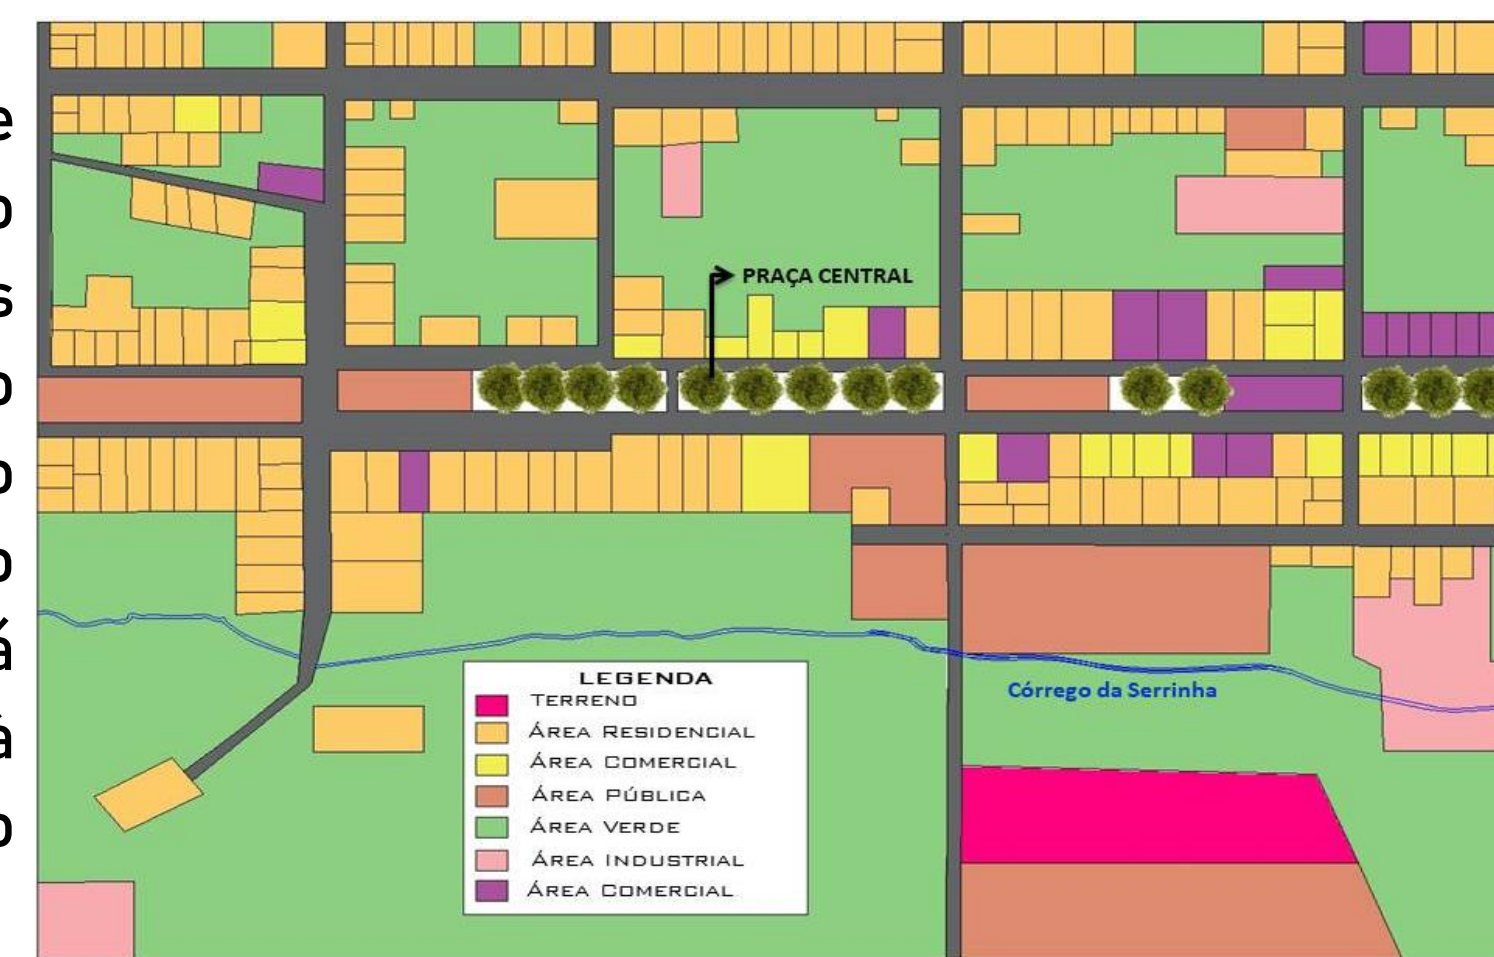 e
o
s
PRAÇA CENTRAL
o
o
o
á
à
o
LEGENDA
TERRENO
ÁREA RESIDENCIAL
ÁREA COMERCIAL
ÁREA PÚBLICA
ÁREA VERDE
ÁREA INDUSTRIAL
ÁREA COMERCIAL
Córrego da Serrinha